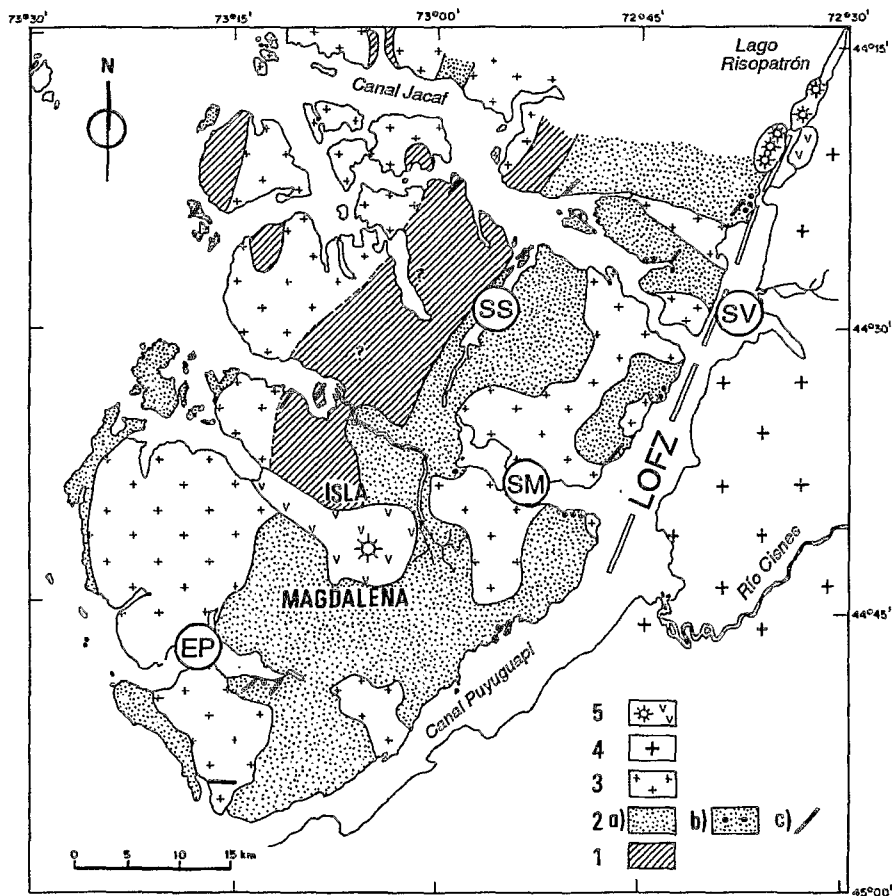 73°30' 73°15' 73°00' 72°45' 72°30'
44°15'
Lago
Risopatrón
N
Canal Jacaf
SS
SV
44°30'
?
?
LOFZ
SM
ISLA
MAGDALENA
Río Cisnes
44°45'
EP
Canal Puyuguapi
5
4
3
2 a) b) c)
1
0 5 10 15 km
45°00'